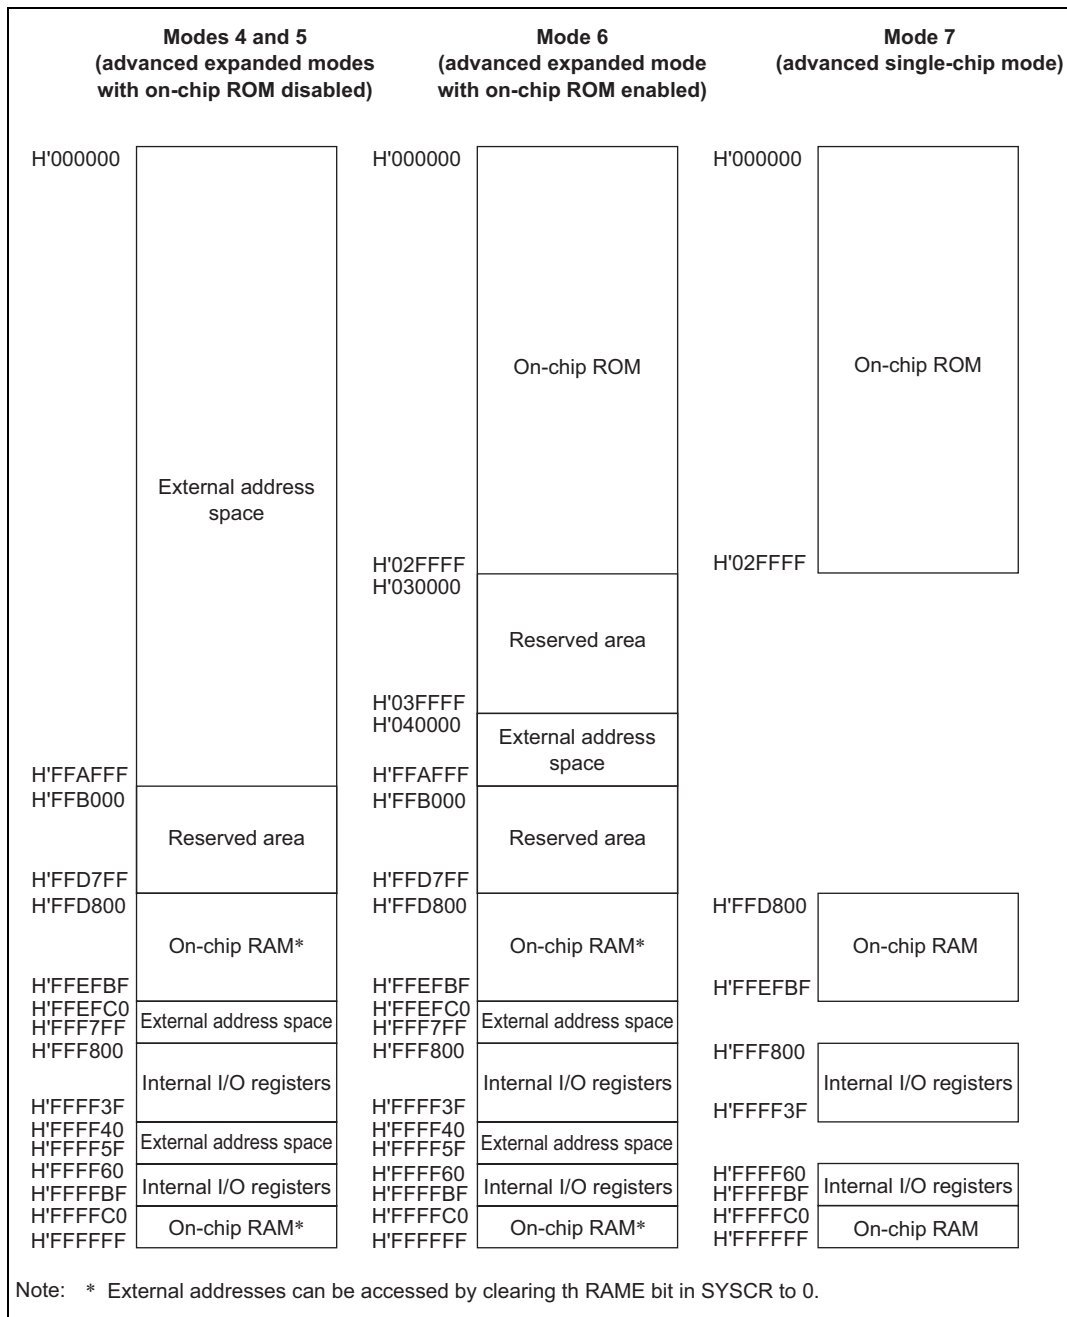 Modes 4 and 5
(advanced expanded modes
with on-chip ROM disabled)
H'000000
External address
space
H'FFAFFF
H'FFB000
Reserved area
H'FFD7FF
H'FFD800
On-chip RAM*
H'FFEFBF
H'FFEFC0
External address space
H'FFF7FF
H'FFF800
Internal I/O registers
H'FFFF3F
H'FFFF40
External address space
H'FFFF5F
H'FFFF60
Internal I/O registers
H'FFFFBF
H'FFFFC0
On-chip RAM*
H'FFFFFF
Mode 6
(advanced expanded mode
with on-chip ROM enabled)
H'000000
On-chip ROM
H'02FFFF
H'030000
Reserved area
H'03FFFF
H'040000
External address
space
H'FFAFFF
H'FFB000
Reserved area
H'FFD7FF
H'FFD800
On-chip RAM*
H'FFEFBF
H'FFEFC0
External address space
H'FFF7FF
H'FFF800
Internal I/O registers
H'FFFF3F
H'FFFF40
External address space
H'FFFF5F
H'FFFF60
Internal I/O registers
H'FFFFBF
H'FFFFC0
On-chip RAM*
H'FFFFFF
Mode 7
(advanced single-chip mode)
H'000000
On-chip ROM
H'02FFFF
H'FFD800
On-chip RAM
H'FFEFBF
H'FFF800
Internal I/O registers
H'FFFF3F
H'FFFF60
Internal I/O registers
H'FFFFBF
H'FFFFC0
On-chip RAM
H'FFFFFF
Note: * External addresses can be accessed by clearing th RAME bit in SYSCR to 0.